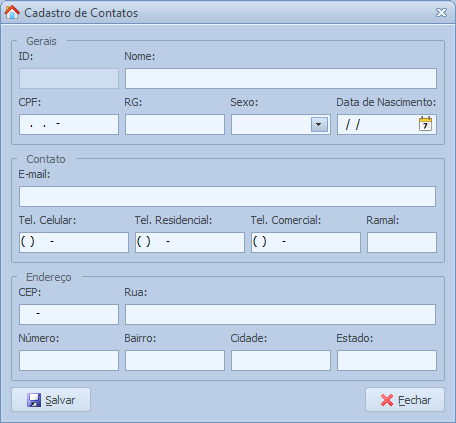 Cadastro de Contatos
Gerais
ID: Nome:
CPF: RG: Sexo: Data de Nascimento:
. . - / / 7
Contato
E-mail:
Tel. Celular: Tel. Residencial: Tel. Comercial: Ramal:
( ) - ( ) - ( ) -
Endereço
CEP: Rua:
-
Número: Bairro: Cidade: Estado:
Salvar Fechar